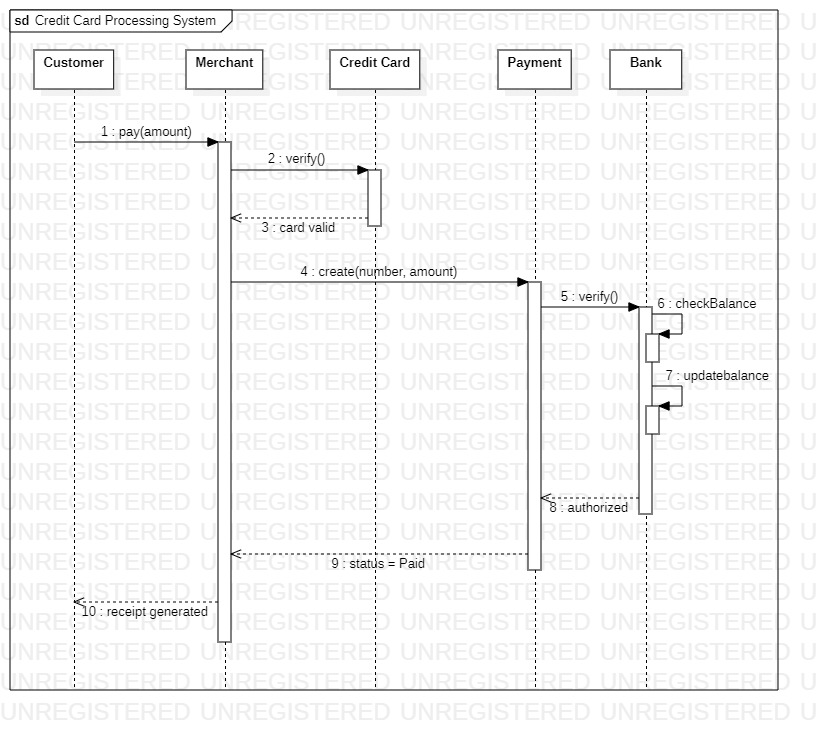 sd Credit Card Processing System
Customer
Merchant
Credit Card
Payment
Bank
1 : pay(amount)
2 : verify()
3 : card valid
4 : create(number, amount)
5 : verify()
6 : checkBalance
7 : updatebalance
8 : authorized
9 : status = Paid
10 : receipt generated
UNREGISTERED